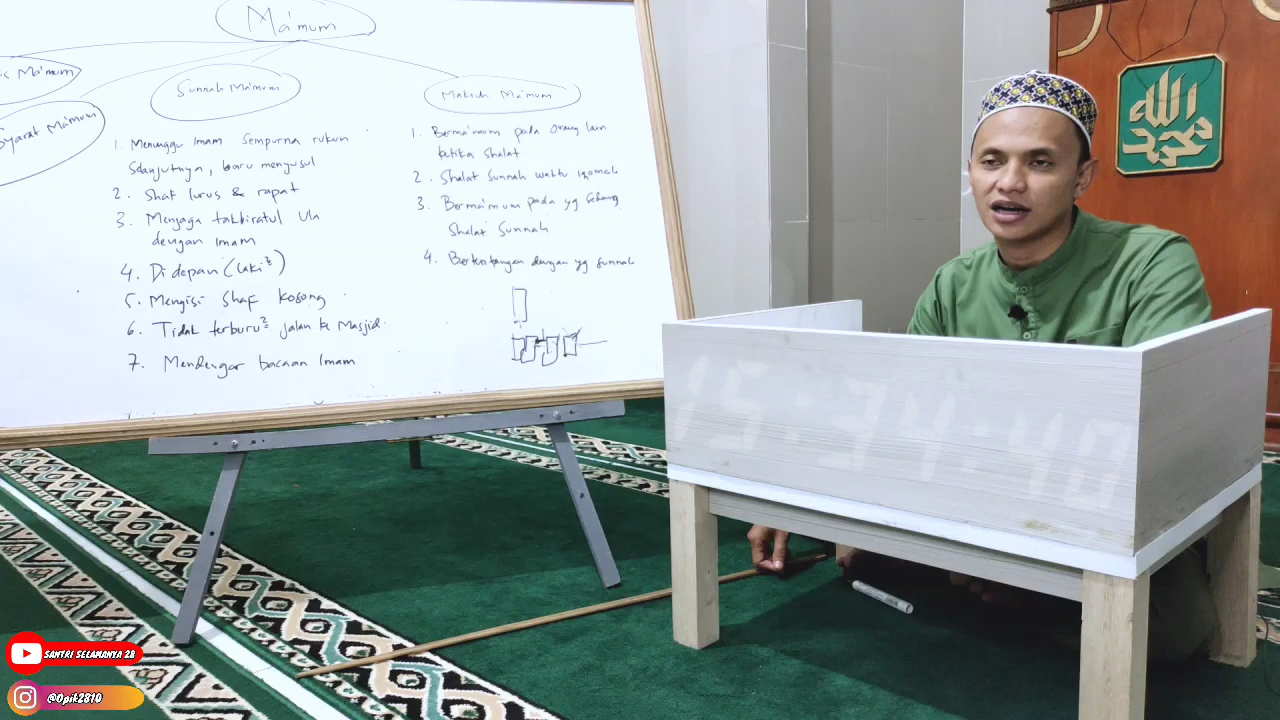 Ma'mum
is Ma'mum
Syarat Ma'mum
Sunnah Ma'mum
1. Menunggu Imam sempurna rukun
Selanjutnya, baru menyusul
2. Shaf lurus & rapat
3. Menjaga takbiratul Ula
dengan Imam
4. Di depan (laki²)
5. Mengisi Shaf kosong
6. Tidak terburu² jalan ke Masjid
7. Mendengar bacaan Imam
Makruh Ma'mum
1. Berma'mum pada orang lain
ketika shalat
2. Shalat Sunnah waktu Iqomah
3. Berma'mum pada yg sedang
Shalat Sunnah
4. Bertentangan dengan yg sunnah
الله
محمد
15:34:48
SANTRI SELAMANYA 28
@Opik2810